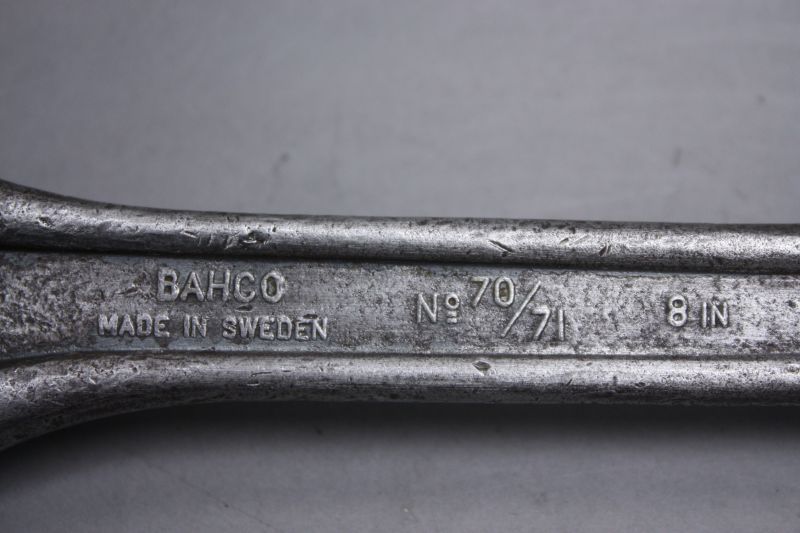 BAHCO
MADE IN SWEDEN
Nº 70/71
8 IN